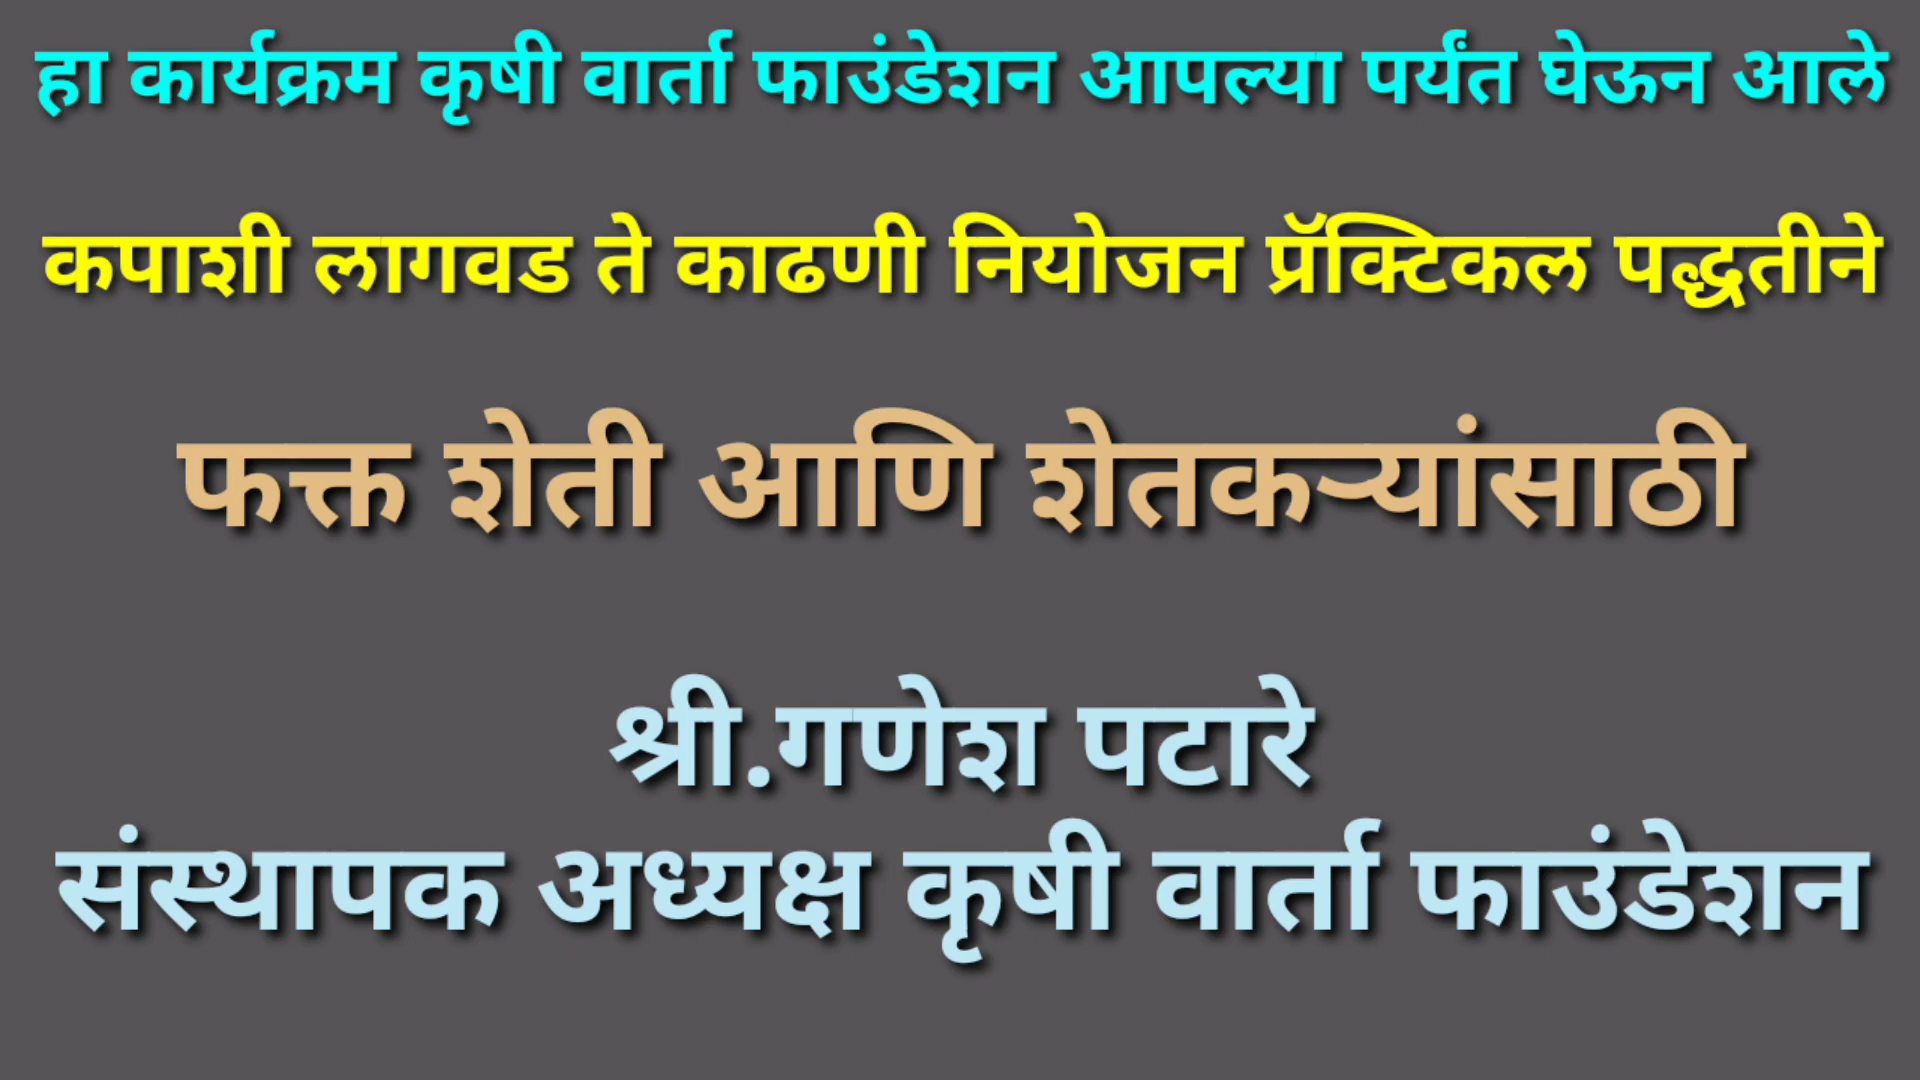 हा कार्यक्रम कृषी वार्ता फाउंडेशन आपल्या पर्यंत घेऊन आले
कपाशी लागवड ते काढणी नियोजन प्रॅक्टिकल पद्धतीने
फक्त शेती आणि शेतकऱ्यांसाठी
श्री.गणेश पटारे
संस्थापक अध्यक्ष कृषी वार्ता फाउंडेशन